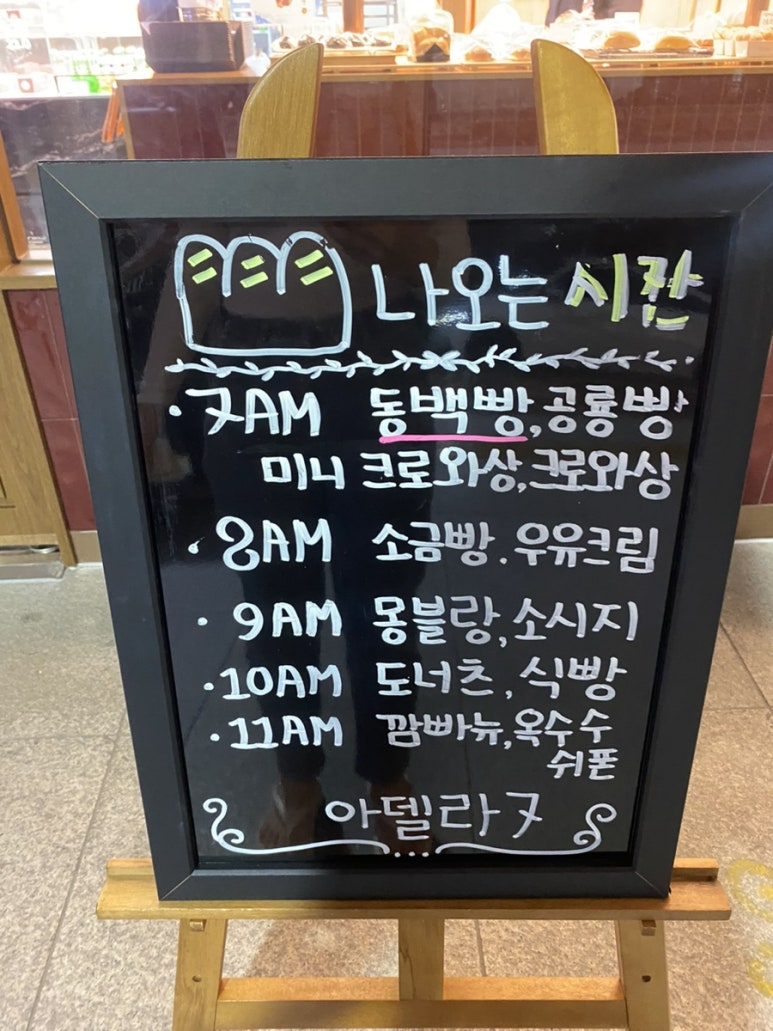 나오는 시간
· 7AM 동백빵, 공룡빵,
미니 크로와상, 크로와상
· 8AM 소금빵. 우유크림
· 9AM 몽블랑, 소시지
· 10AM 도너츠, 식빵
· 11AM 깜빠뉴, 옥수수
쉬폰
아델라7